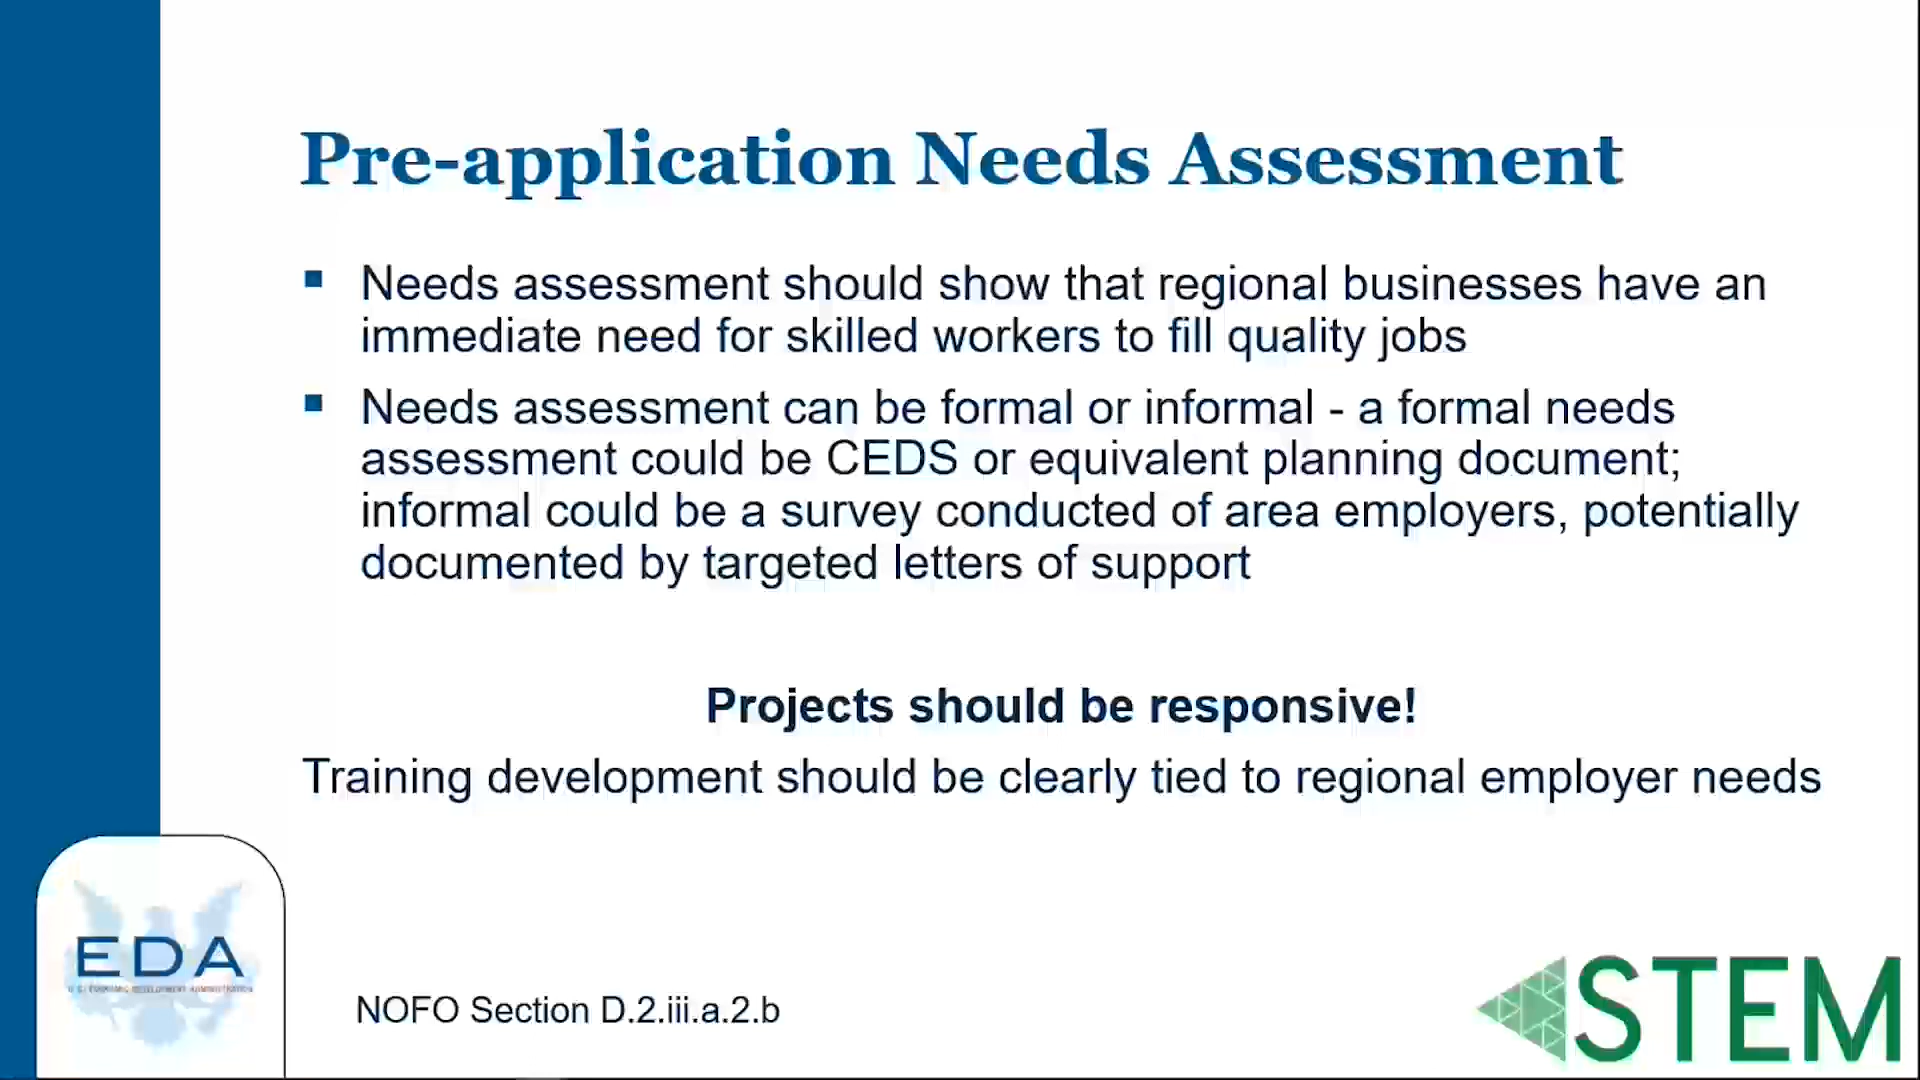 Pre-application Needs Assessment
Needs assessment should show that regional businesses have an
immediate need for skilled workers to fill quality jobs
Needs assessment can be formal or informal - a formal needs
assessment could be CEDS or equivalent planning document;
informal could be a survey conducted of area employers, potentially
documented by targeted letters of support
Projects should be responsive!
Training development should be clearly tied to regional employer needs
EDA
U.S. ECONOMIC DEVELOPMENT ADMINISTRATION
NOFO Section D.2.iii.a.2.b
STEM